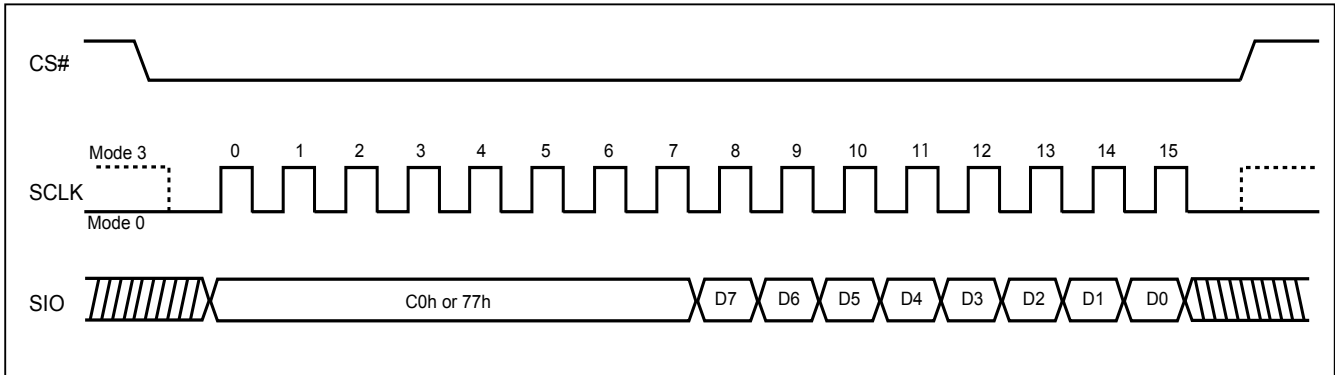 CS#
Mode 3
0 1 2 3 4 5 6 7 8 9 10 11 12 13 14 15
SCLK
Mode 0
SIO
C0h or 77h D7 D6 D5 D4 D3 D2 D1 D0